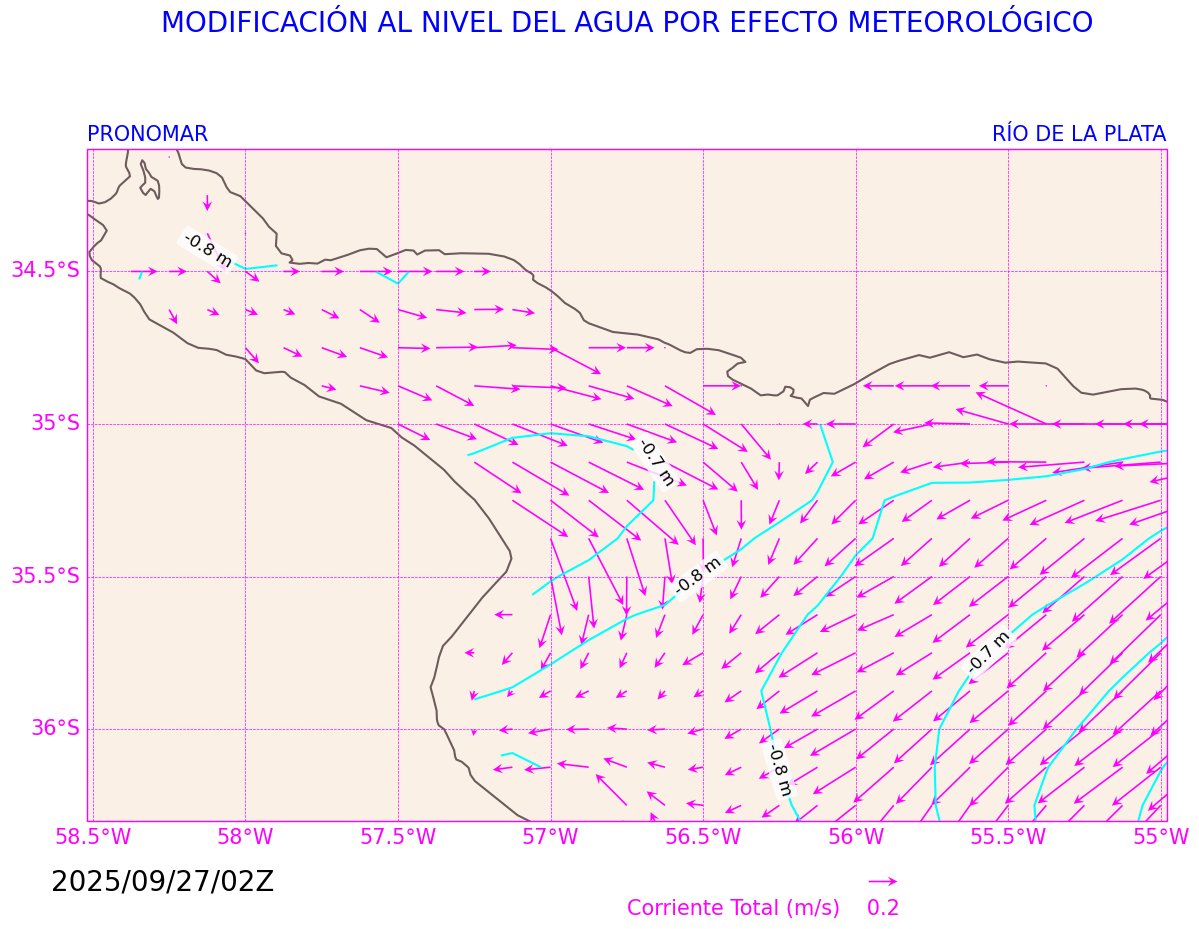 MODIFICACIÓN AL NIVEL DEL AGUA POR EFECTO METEOROLÓGICO
PRONOMAR
RÍO DE LA PLATA
-0.8 m
34.5°S
35°S
-0.7 m
35.5°S
-0.8 m
-0.7 m
36°S
-0.8 m
58.5°W 58°W 57.5°W 57°W 56.5°W 56°W 55.5°W 55°W
2025/09/27/02Z
Corriente Total (m/s) 0.2